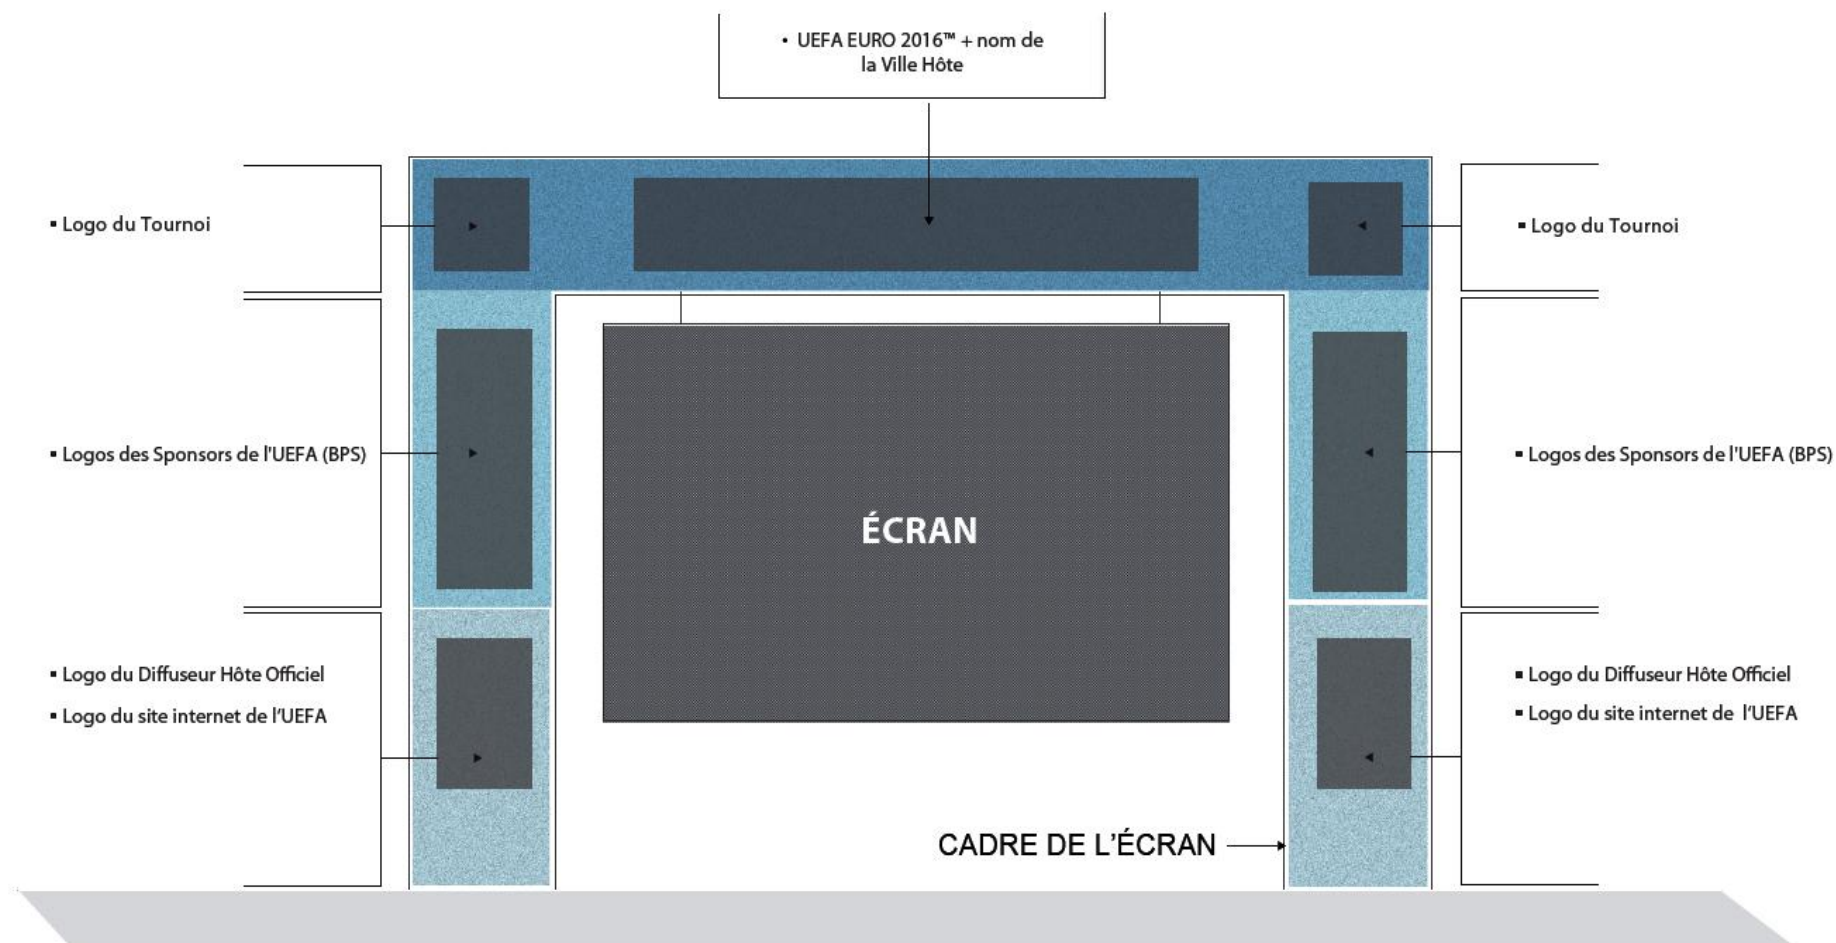 • UEFA EURO 2016™ + nom de
la Ville Hôte
▪ Logo du Tournoi
▪ Logo du Tournoi
▪ Logos des Sponsors de l'UEFA (BPS)
▪ Logos des Sponsors de l'UEFA (BPS)
ÉCRAN
▪ Logo du Diffuseur Hôte Officiel
▪ Logo du site internet de l'UEFA
▪ Logo du Diffuseur Hôte Officiel
▪ Logo du site internet de l'UEFA
CADRE DE L'ÉCRAN